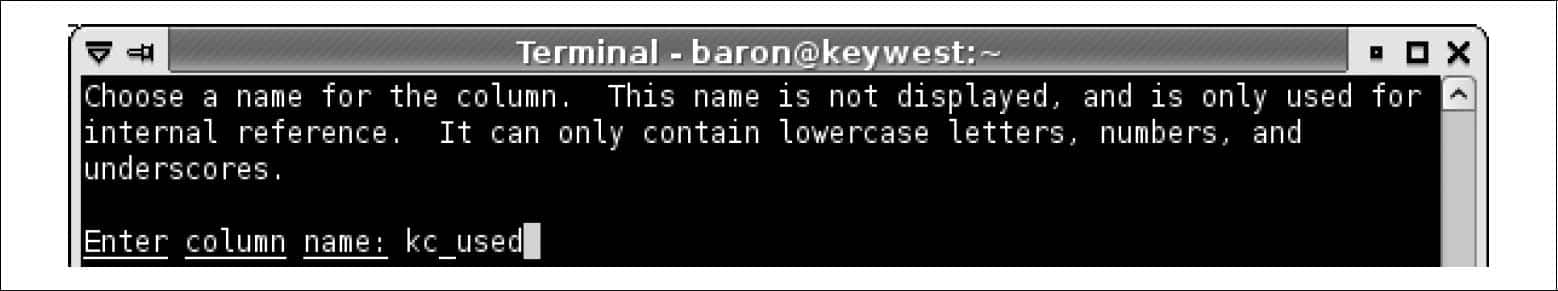 Terminal - baron@keywest:~
Choose a name for the column.  This name is not displayed, and is only used for
internal reference.  It can only contain lowercase letters, numbers, and
underscores.
Enter column name: kc_used